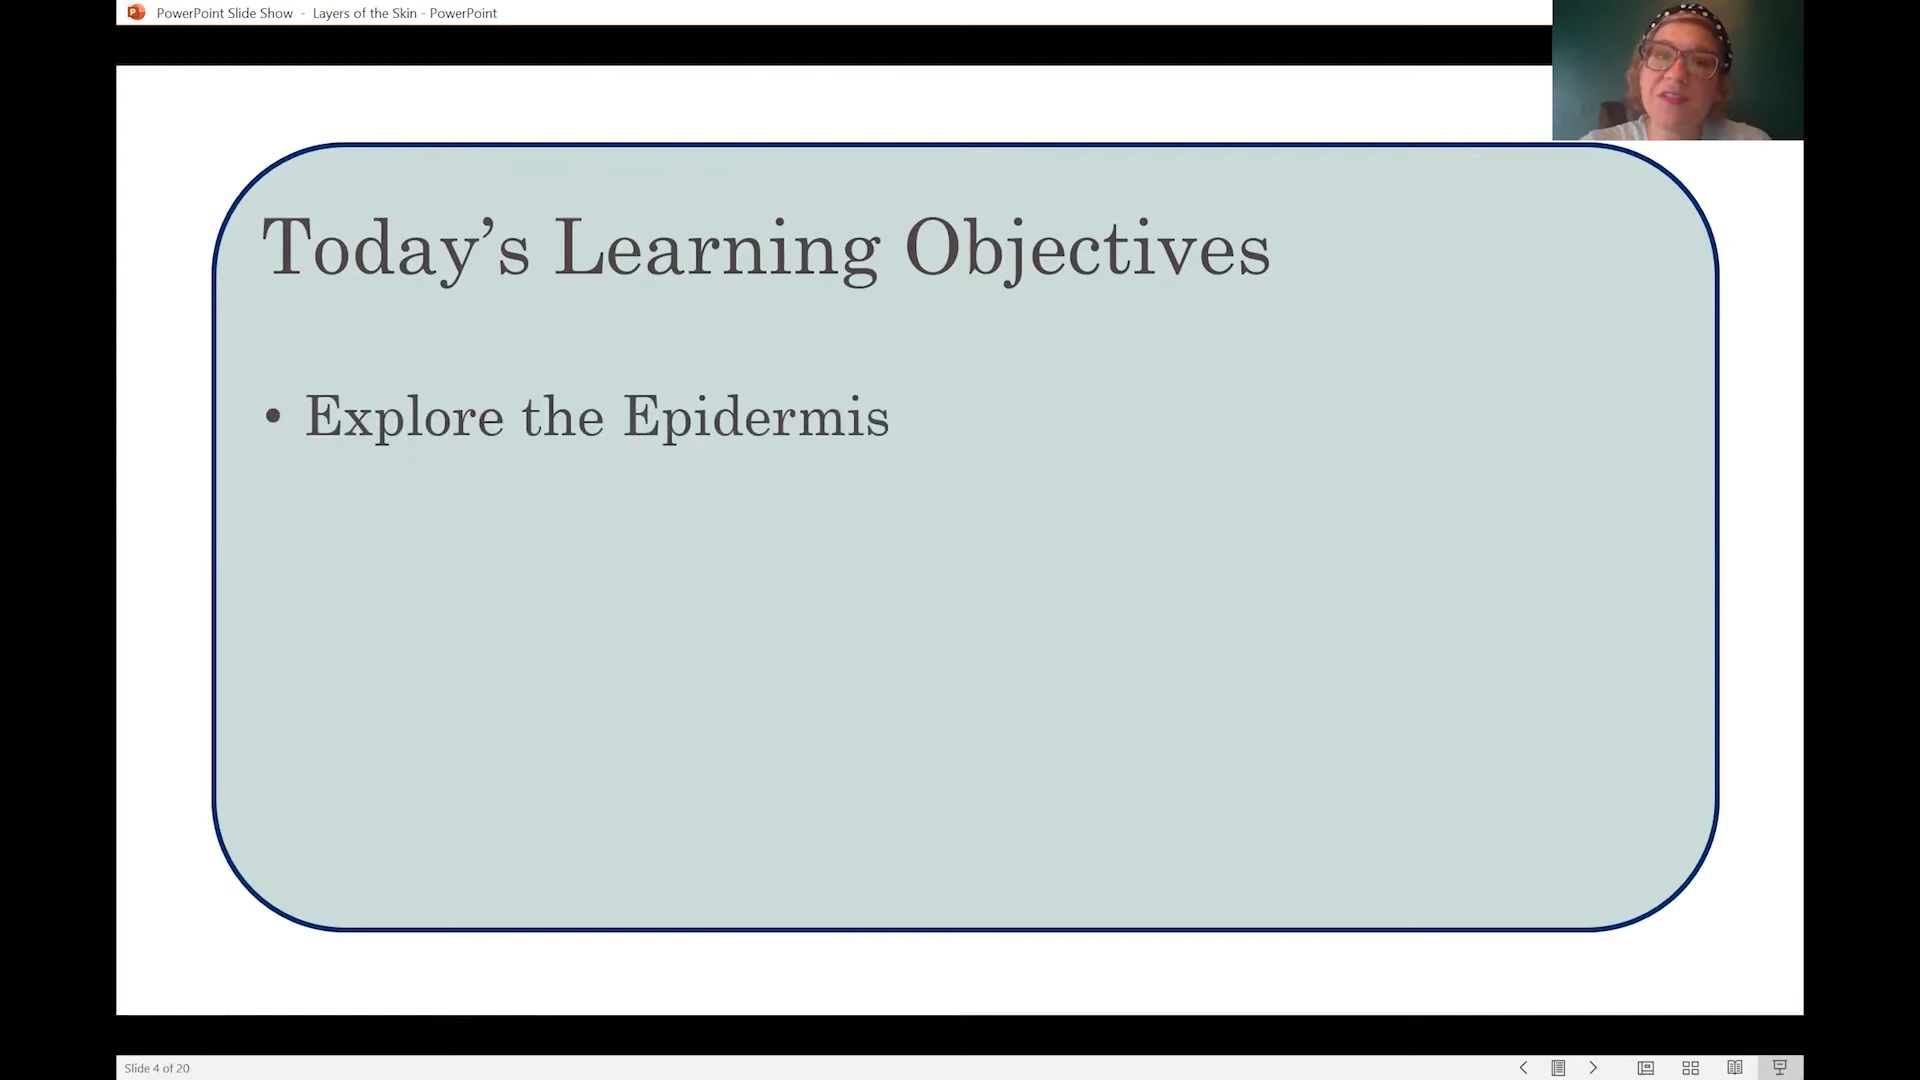 PowerPoint Slide Show - Layers of the Skin - PowerPoint
Today’s Learning Objectives
• Explore the Epidermis
Slide 4 of 20